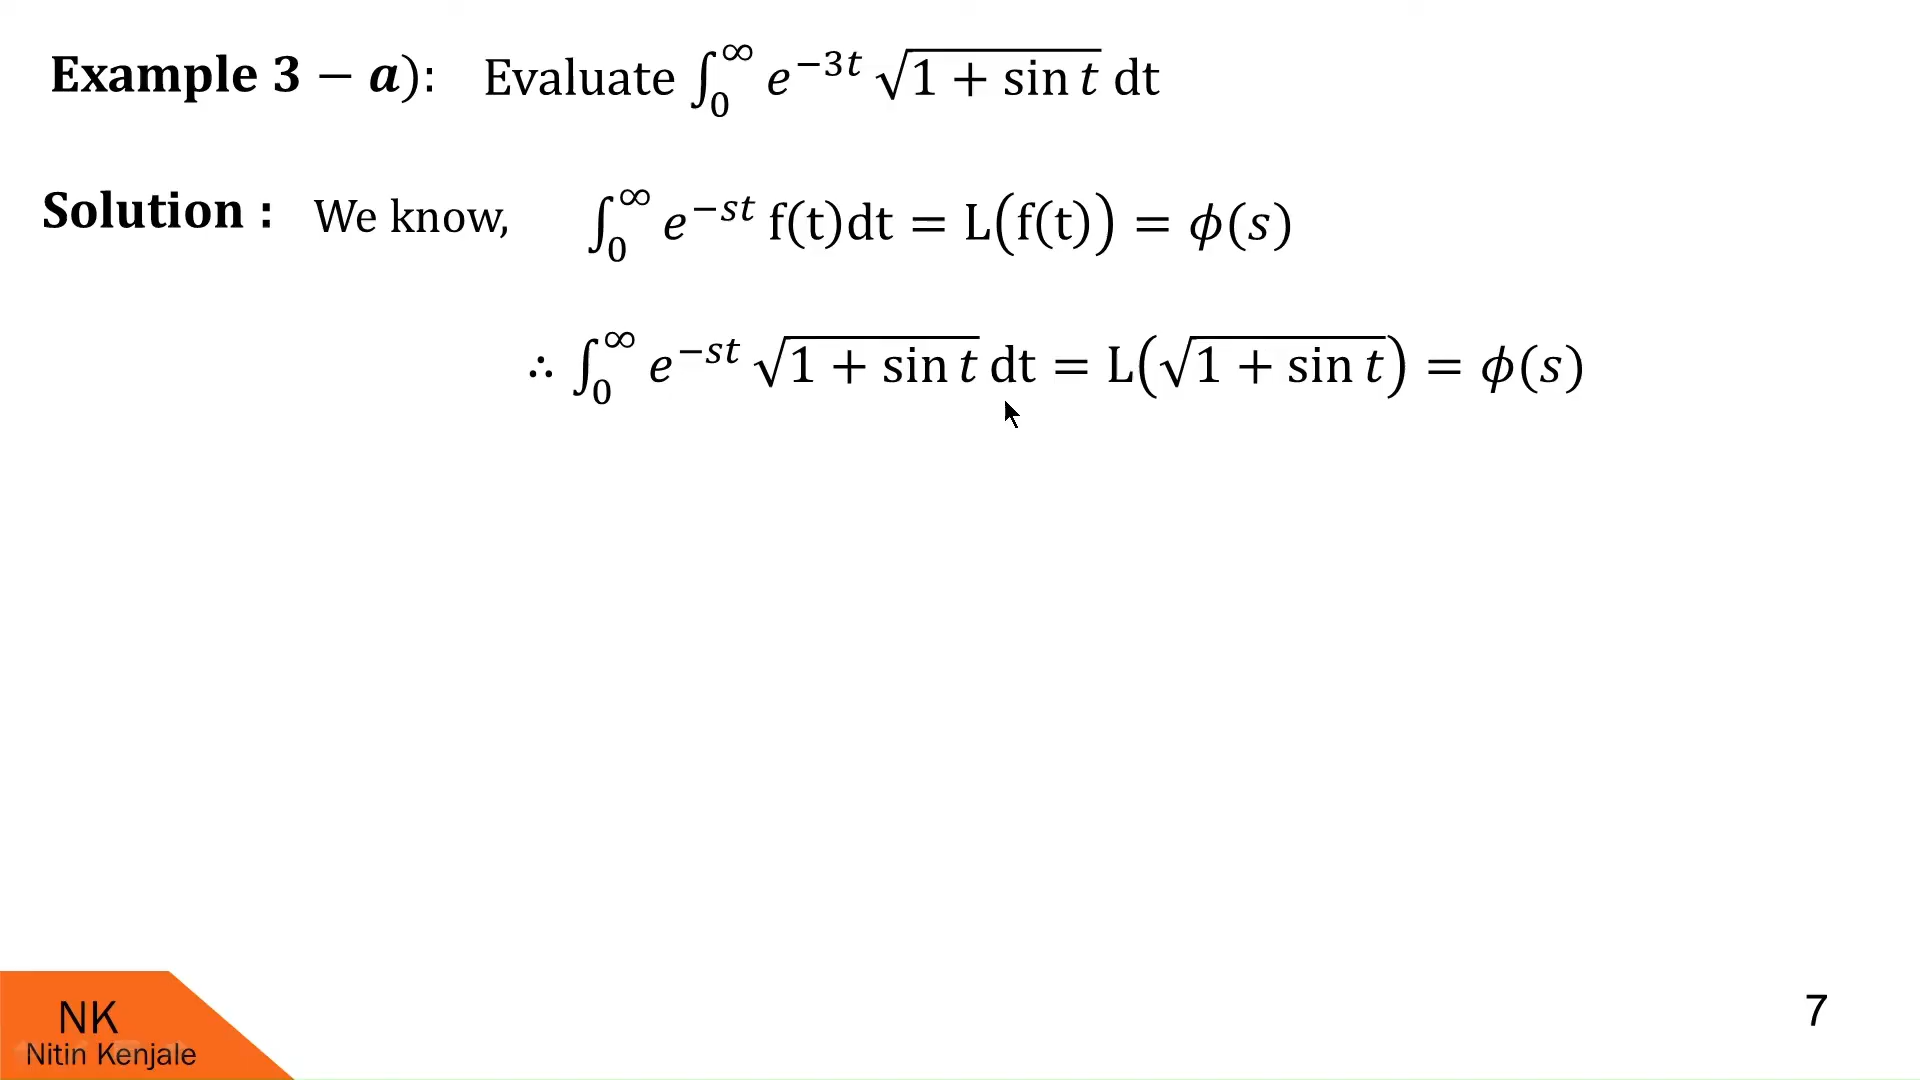 Example 3 − a): Evaluate ∫₀^∞ e^{−3t} √(1 + sin t) dt
Solution : We know, ∫₀^∞ e^{−st} f(t)dt = L(f(t)) = ϕ(s)
∴ ∫₀^∞ e^{−st} √(1 + sin t) dt = L(√(1 + sin t)) = ϕ(s)
NK
Nitin Kenjale
7